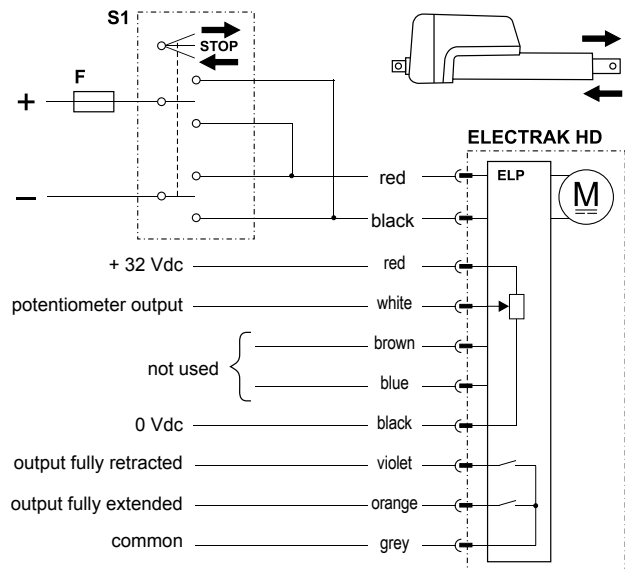 S1
STOP
F
+
–
ELECTRAK HD
ELP
M
red
black
+ 32 Vdc red
potentiometer output white
brown
not used
blue
0 Vdc black
output fully retracted violet
output fully extended orange
common grey